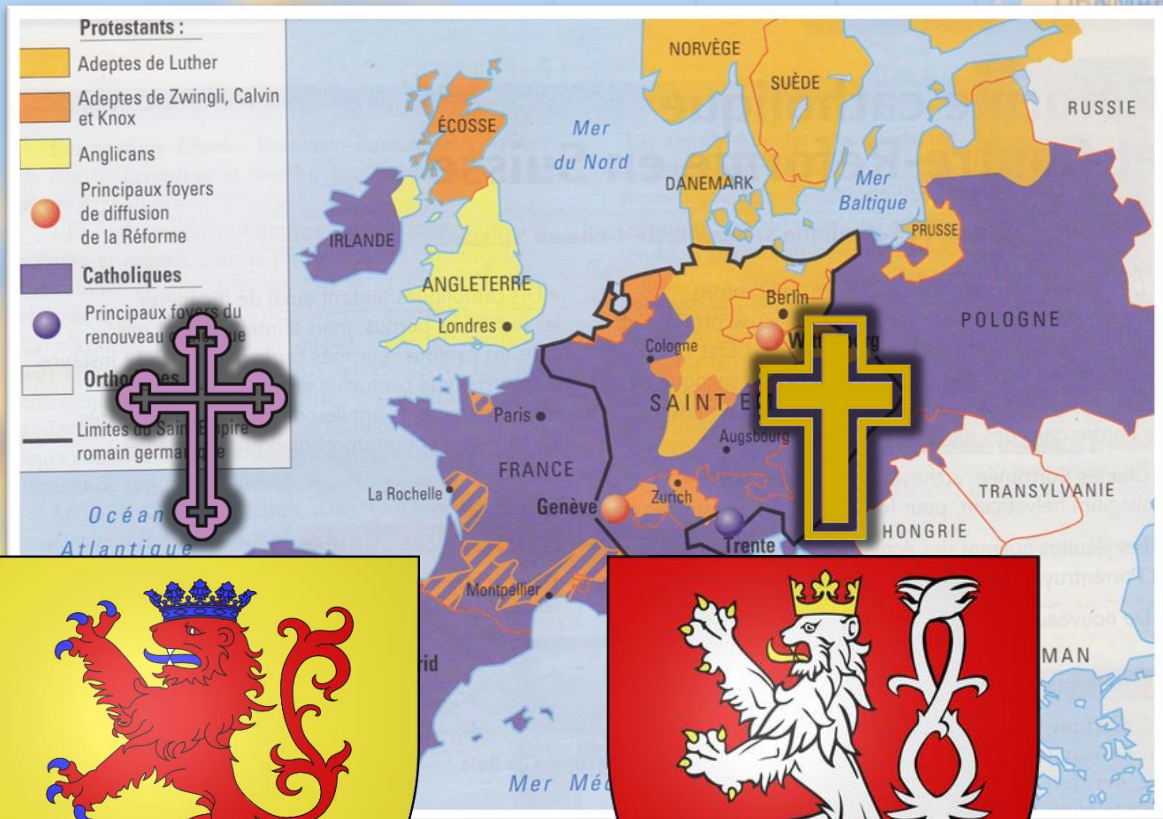 DENMAR
Protestants :
Adeptes de Luther
Adeptes de Zwingli, Calvin
et Knox
Anglicans
Principaux foyers
de diffusion
de la Réforme
Catholiques
Principaux foyers du
renouveau
Limites du Saint Empire
romain
NORVÈGE
SUÈDE
RUSSIE
ÉCOSSE
Mer
du Nord
DANEMARK
Mer
Baltique
PRUSSE
IRLANDE
ANGLETERRE
Londres
Berlin
POLOGNE
Cologne
SAINT
Paris
Augsbourg
FRANCE
La Rochelle
Genève
Zurich
TRANSYLVANIE
Océan
Atlantique
Trente
HONGRIE
Montpellier
rid
MAN
Mer Mé